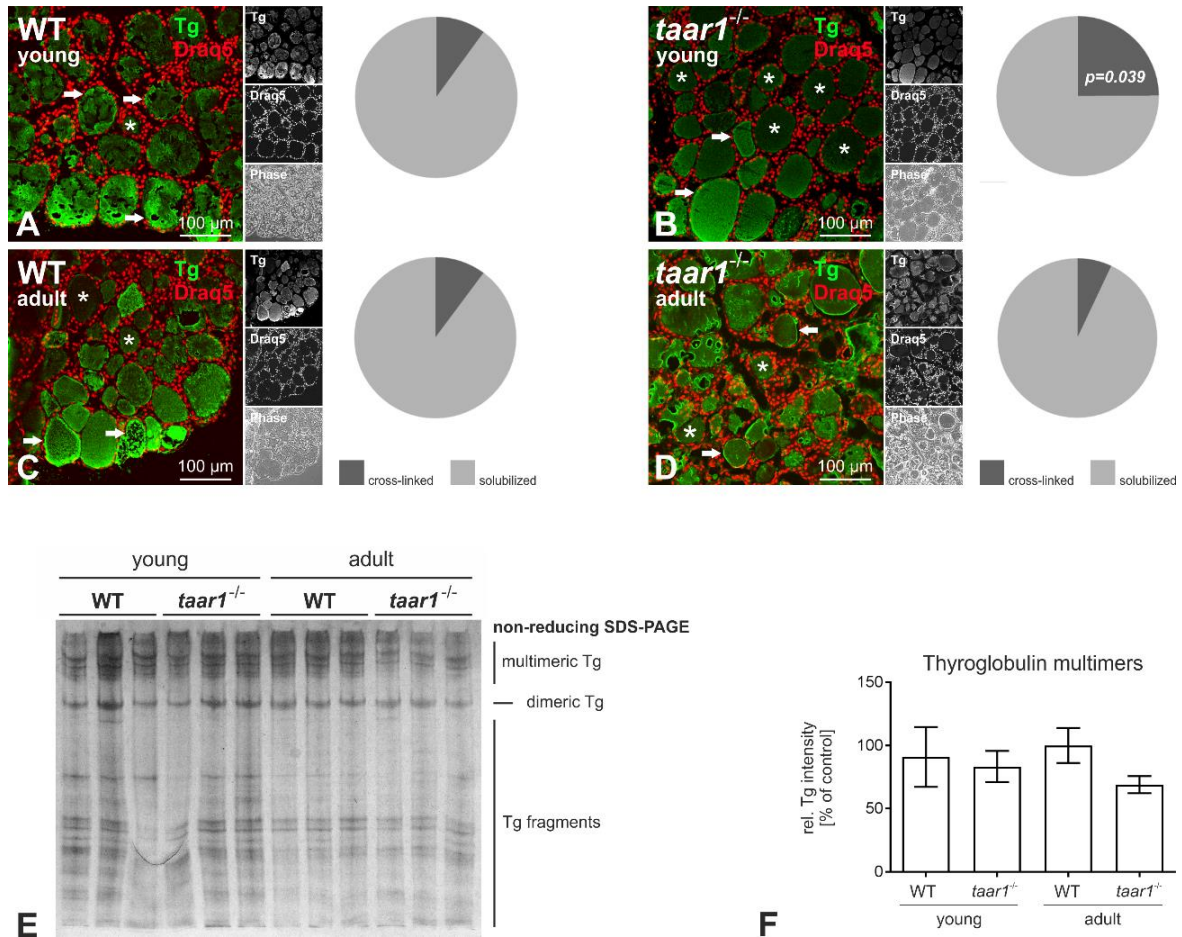 WT
young
Tg
Draq5
*
100 µm
A
Tg
Draq5
Phase
taar1-/-
young
Tg
Draq5
* * *
* *
100 µm
B
Tg
Draq5
Phase
p=0.039
WT
adult
Tg
Draq5
*
*
100 µm
C
Tg
Draq5
Phase
cross-linked
solubilized
taar1-/-
adult
Tg
Draq5
*
*
100 µm
D
Tg
Draq5
Phase
cross-linked
solubilized
young adult
WT taar1-/- WT taar1-/-
non-reducing SDS-PAGE
multimeric Tg
dimeric Tg
Tg fragments
E
Thyroglobulin multimers
rel. Tg intensity
[% of control]
150
100
50
0
WT taar1-/- WT taar1-/-
young adult
F